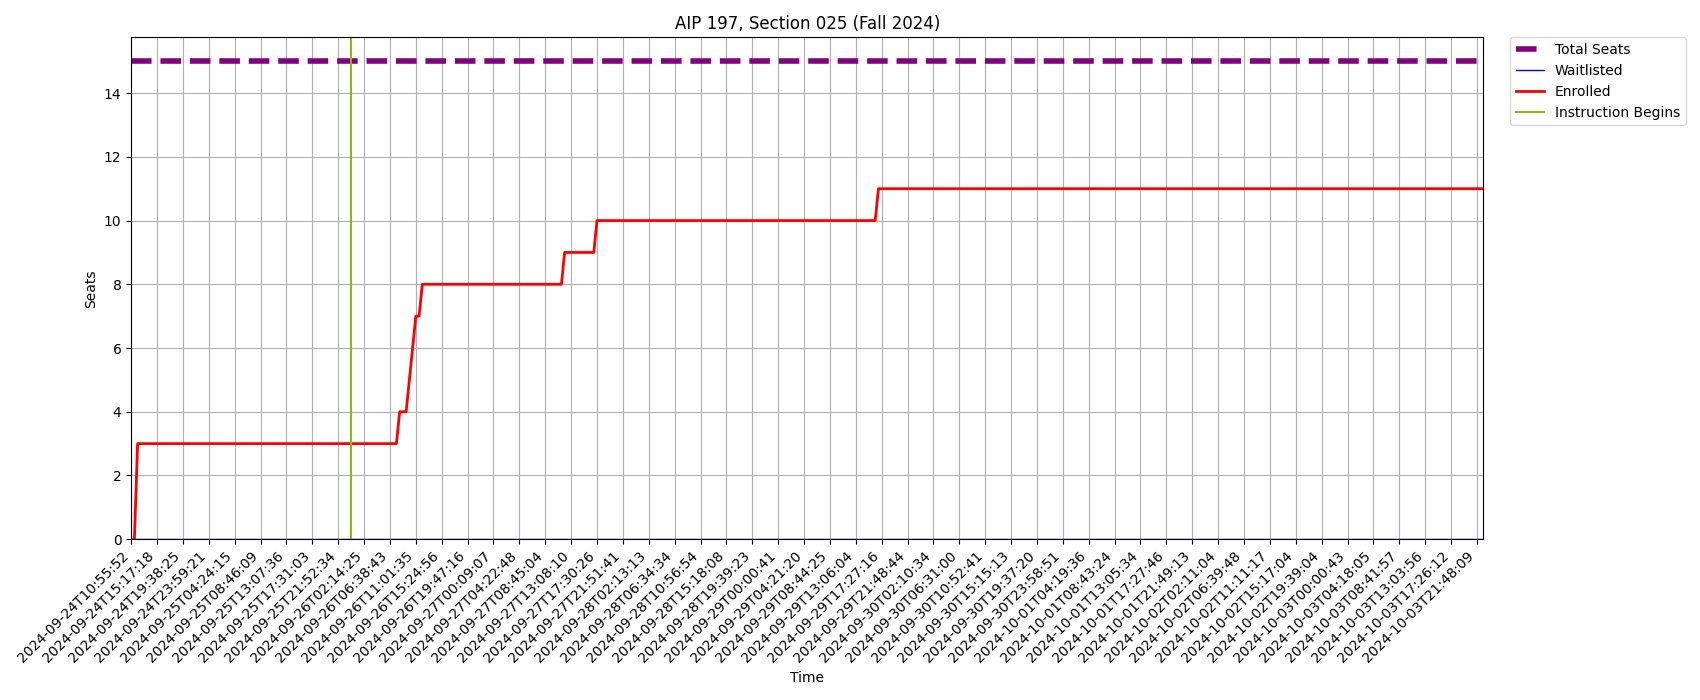 AIP 197, Section 025 (Fall 2024)
Total Seats
Waitlisted
Enrolled
Instruction Begins
Seats
14
12
10
8
6
4
2
0
2024-09-24T10:55:52
2024-09-24T15:17:18
2024-09-24T19:38:25
2024-09-24T23:59:21
2024-09-25T04:24:15
2024-09-25T08:46:09
2024-09-25T13:07:36
2024-09-25T17:31:03
2024-09-25T21:52:34
2024-09-26T02:14:25
2024-09-26T06:38:43
2024-09-26T11:01:35
2024-09-26T15:24:56
2024-09-26T19:47:16
2024-09-27T00:09:07
2024-09-27T04:22:48
2024-09-27T08:45:04
2024-09-27T13:08:10
2024-09-27T17:30:26
2024-09-27T21:51:41
2024-09-28T02:13:13
2024-09-28T06:34:34
2024-09-28T10:56:54
2024-09-28T15:18:08
2024-09-28T19:39:23
2024-09-29T00:00:41
2024-09-29T04:21:20
2024-09-29T08:44:25
2024-09-29T13:06:04
2024-09-29T17:27:16
2024-09-29T21:48:44
2024-09-30T02:10:34
2024-09-30T06:31:00
2024-09-30T10:52:41
2024-09-30T15:15:13
2024-09-30T19:37:20
2024-09-30T23:58:51
2024-10-01T04:19:36
2024-10-01T08:43:24
2024-10-01T13:05:34
2024-10-01T17:27:46
2024-10-01T21:49:13
2024-10-02T02:11:04
2024-10-02T06:39:48
2024-10-02T11:11:17
2024-10-02T15:17:04
2024-10-02T19:39:04
2024-10-03T00:00:43
2024-10-03T04:18:05
2024-10-03T08:41:57
2024-10-03T13:03:56
2024-10-03T17:26:12
2024-10-03T21:48:09
Time